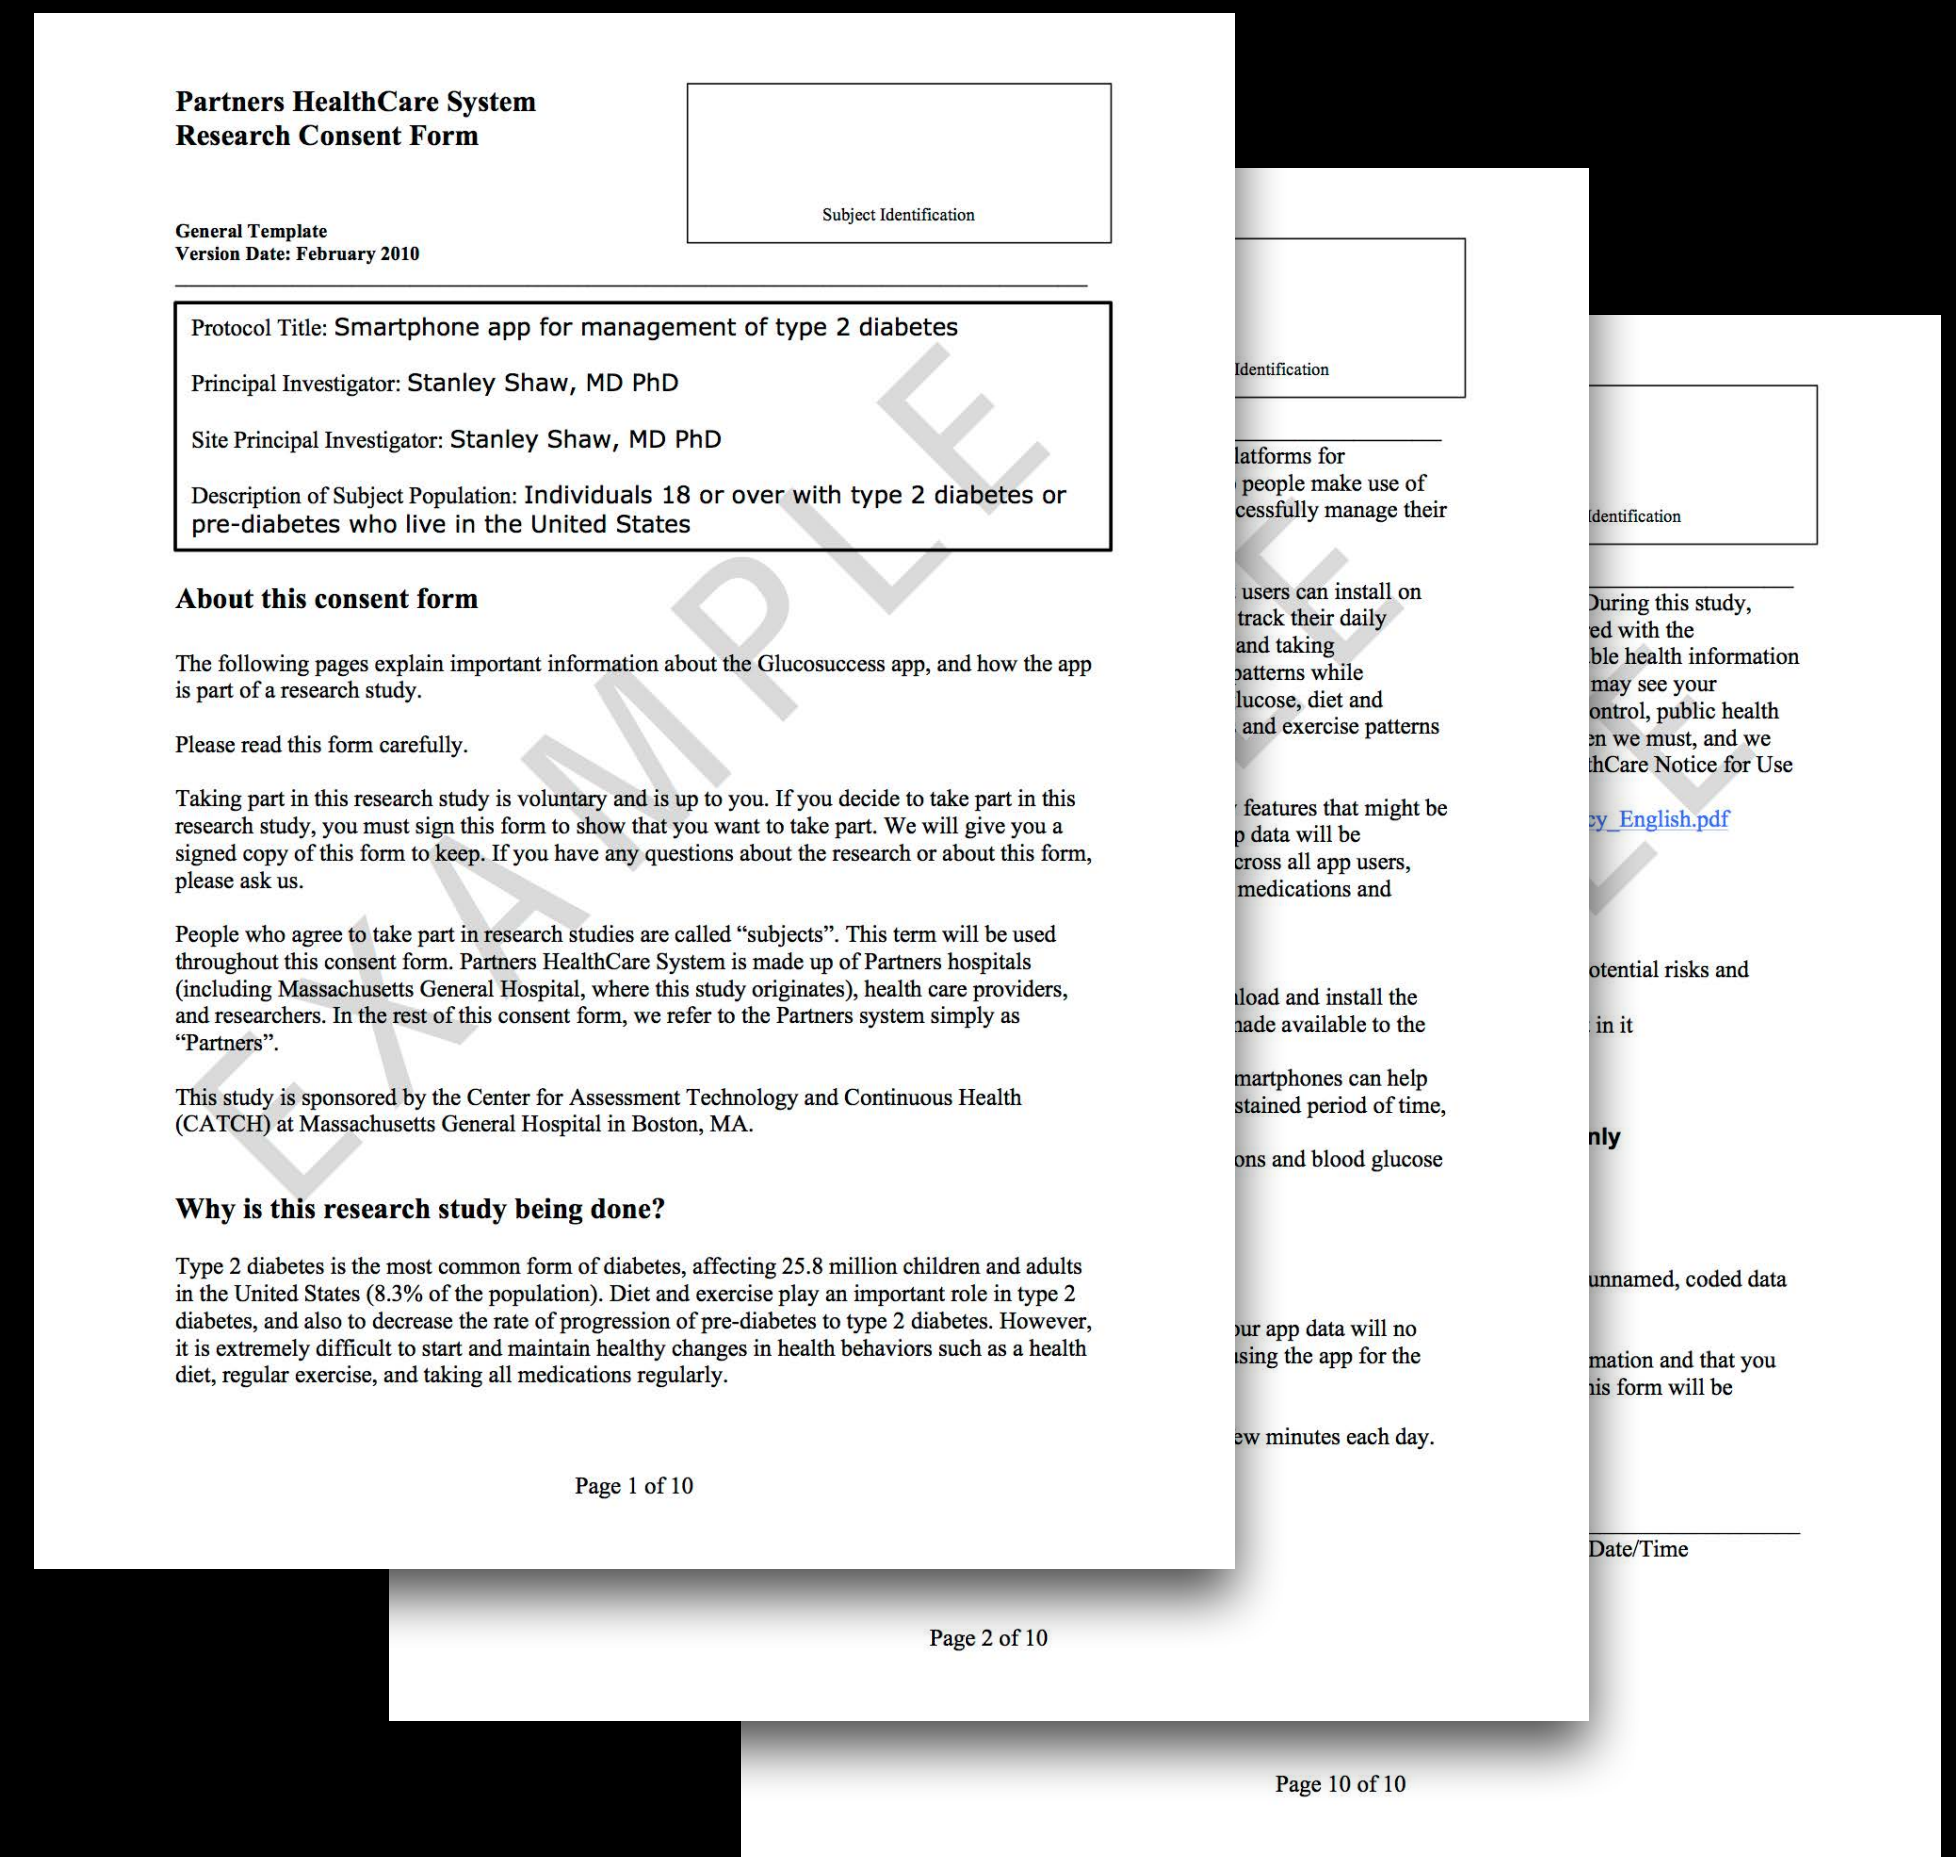 Partners HealthCare System
Research Consent Form
General Template
Version Date: February 2010
Subject Identification
Protocol Title: Smartphone app for management of type 2 diabetes
Principal Investigator: Stanley Shaw, MD PhD
Site Principal Investigator: Stanley Shaw, MD PhD
Description of Subject Population: Individuals 18 or over with type 2 diabetes or
pre-diabetes who live in the United States
About this consent form
The following pages explain important information about the Glucosuccess app, and how the app
is part of a research study.
Please read this form carefully.
Taking part in this research study is voluntary and is up to you. If you decide to take part in this
research study, you must sign this form to show that you want to take part. We will give you a
signed copy of this form to keep. If you have any questions about the research or about this form,
please ask us.
People who agree to take part in research studies are called “subjects”. This term will be used
throughout this consent form. Partners HealthCare System is made up of Partners hospitals
(including Massachusetts General Hospital, where this study originates), health care providers,
and researchers. In the rest of this consent form, we refer to the Partners system simply as
“Partners”.
This study is sponsored by the Center for Assessment Technology and Continuous Health
(CATCH) at Massachusetts General Hospital in Boston, MA.
Why is this research study being done?
Type 2 diabetes is the most common form of diabetes, affecting 25.8 million children and adults
in the United States (8.3% of the population). Diet and exercise play an important role in type 2
diabetes, and also to decrease the rate of progression of pre-diabetes to type 2 diabetes. However,
it is extremely difficult to start and maintain healthy changes in health behaviors such as a health
diet, regular exercise, and taking all medications regularly.
Page 1 of 10
EXAMPLE
Identification
latforms for
people make use of
cessfully manage their
users can install on
track their daily
and taking
patterns while
lucose, diet and
and exercise patterns
features that might be
p data will be
cross all app users,
medications and
load and install the
made available to the
martphones can help
stained period of time,
ons and blood glucose
our app data will no
using the app for the
ew minutes each day.
Page 2 of 10
Identification
During this study,
ed with the
ble health information
may see your
ontrol, public health
en we must, and we
thCare Notice for Use
cy_English.pdf
otential risks and
in it
nly
unnamed, coded data
mation and that you
his form will be
Date/Time
Page 10 of 10